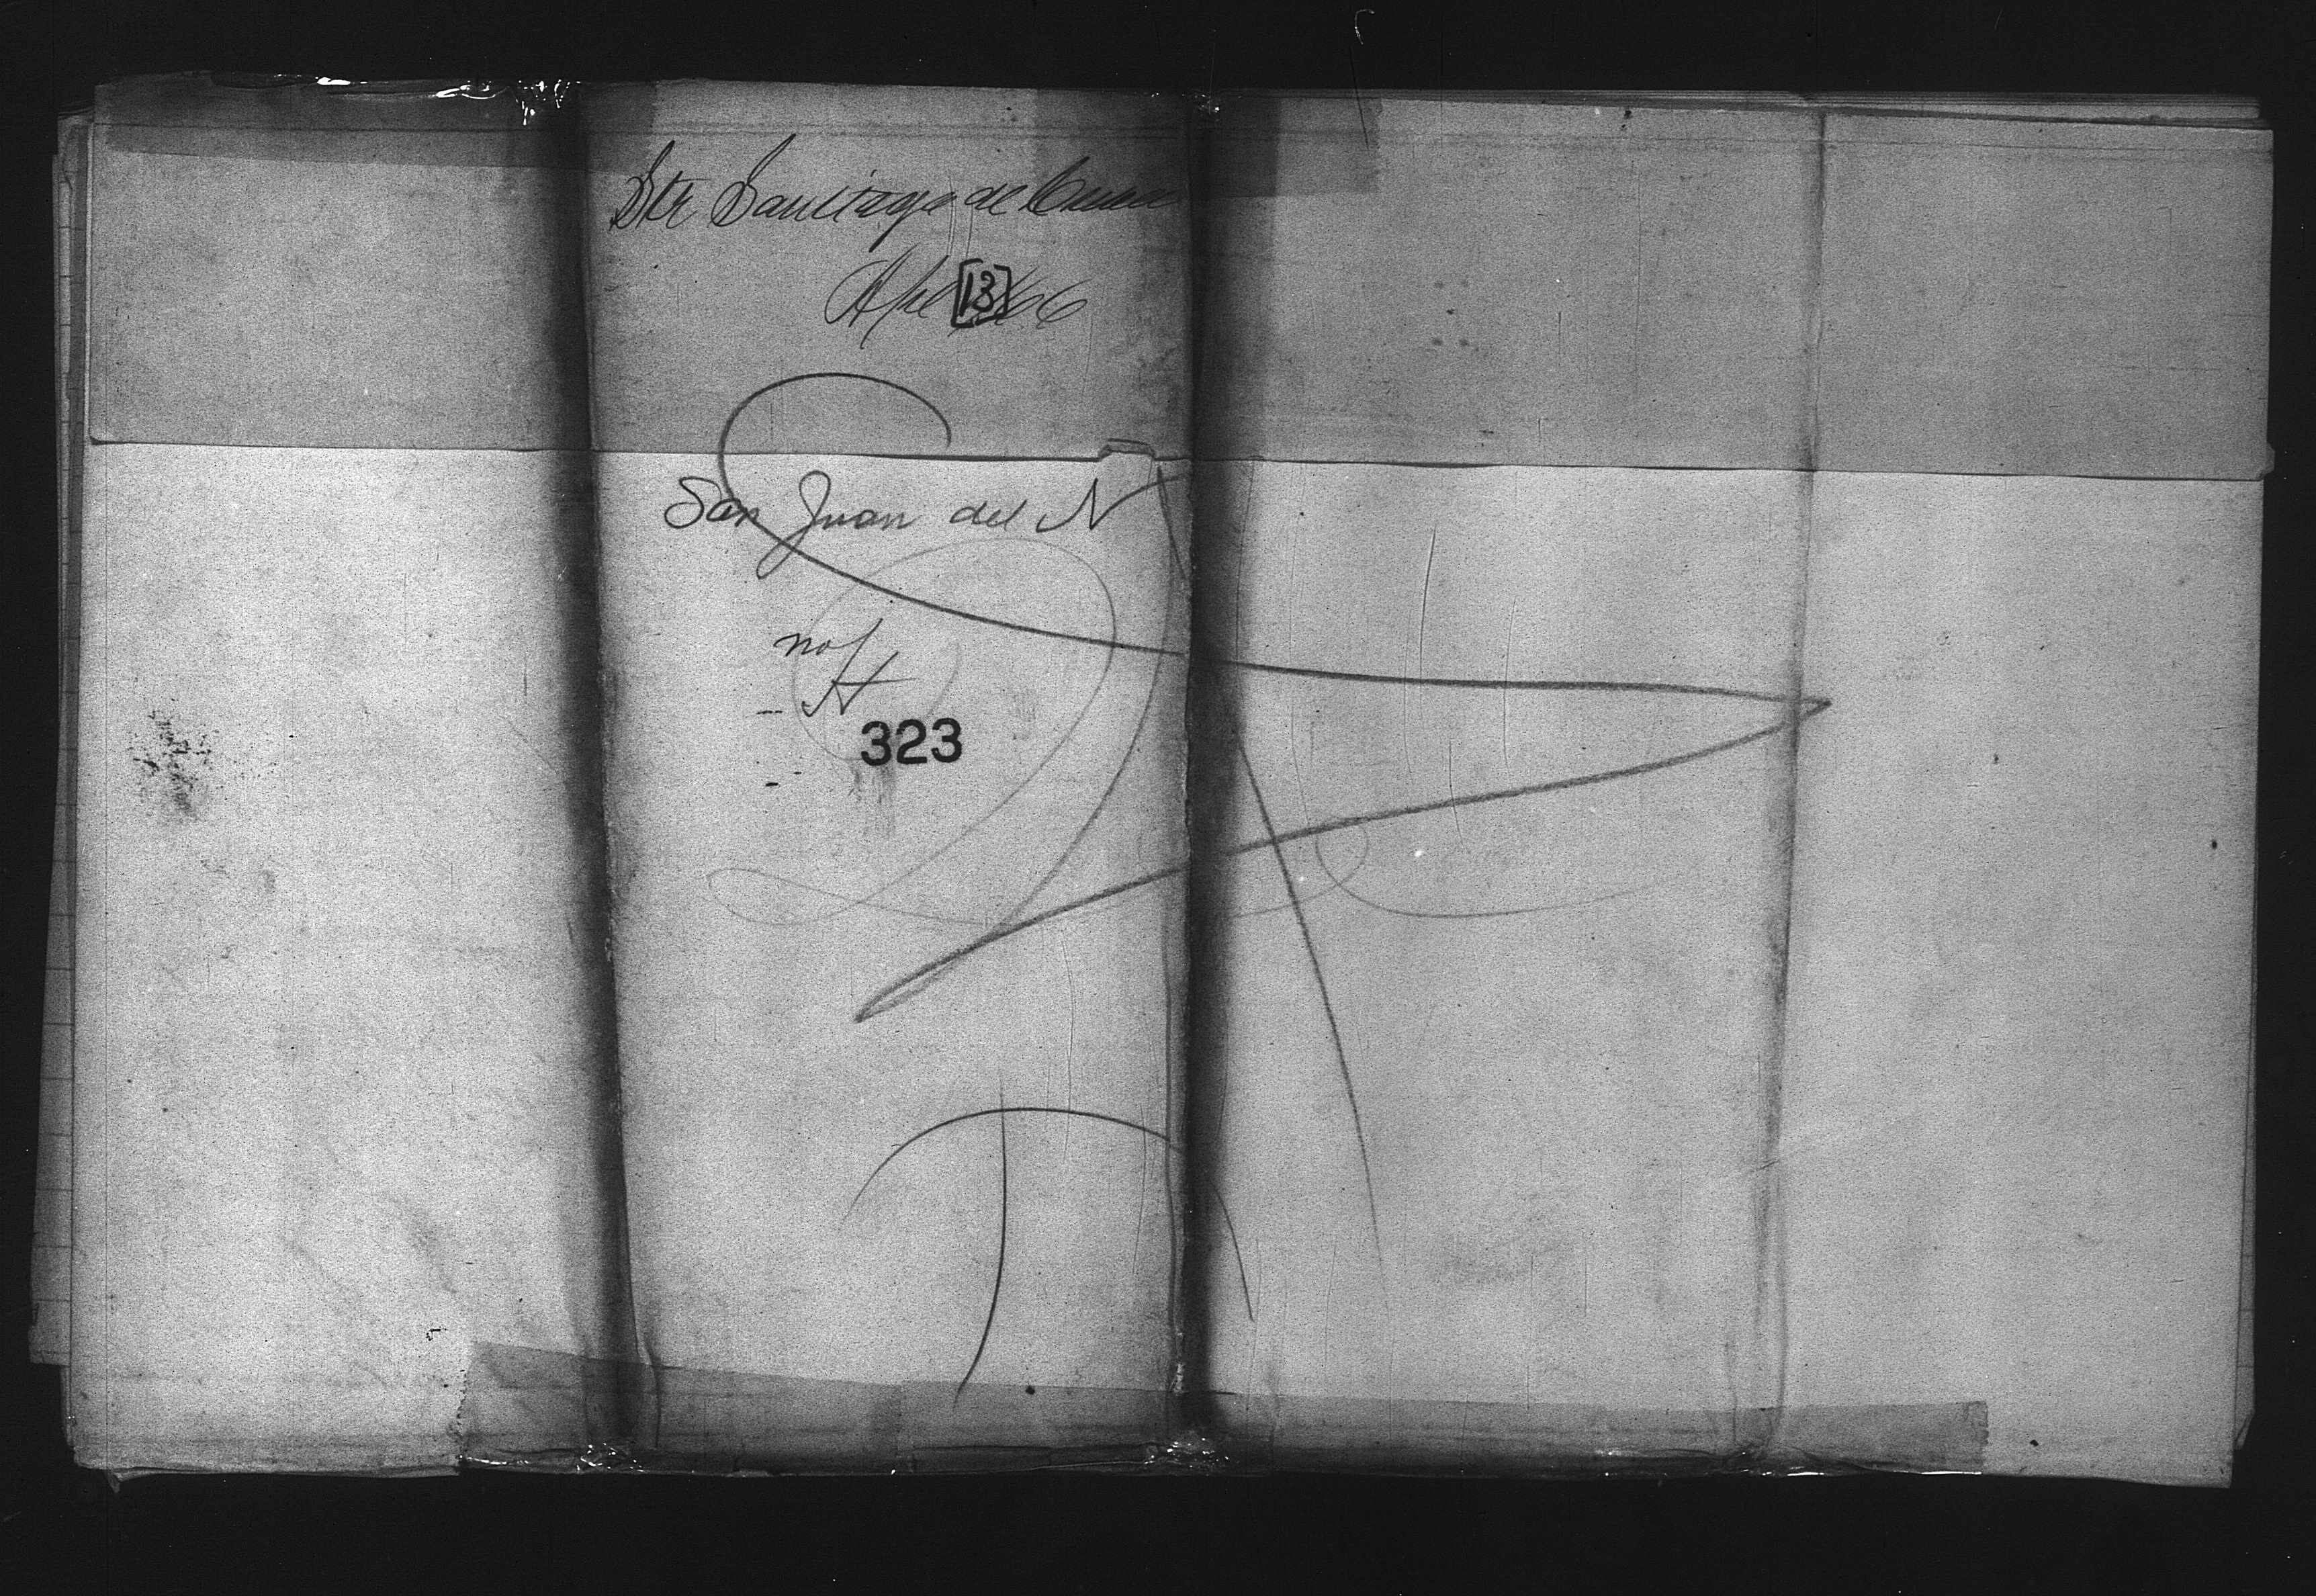 Str Santiago de Cuba
Apl [13] 66
San Juan del N
no
N
323